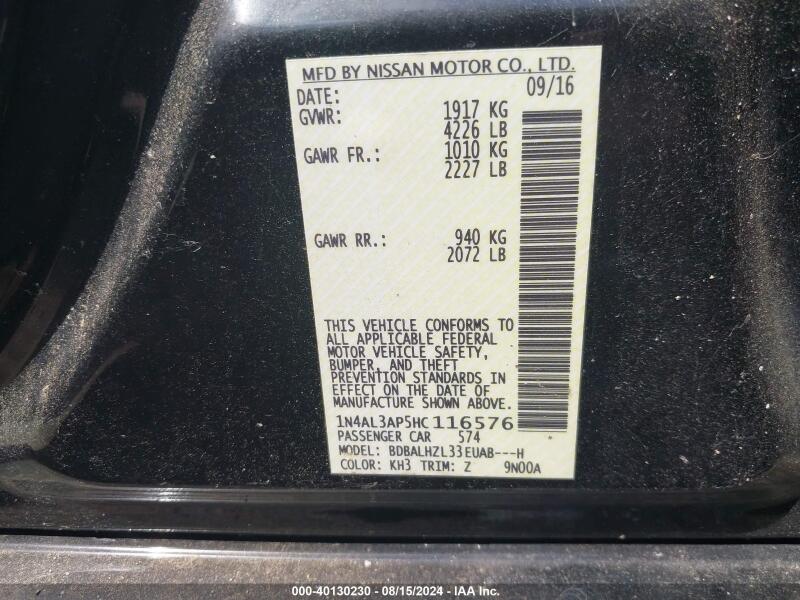 MFD BY NISSAN MOTOR CO., LTD.
DATE: 09/16
GVWR: 1917 KG
4226 LB
GAWR FR.: 1010 KG
2227 LB
GAWR RR.: 940 KG
2072 LB
THIS VEHICLE CONFORMS TO
ALL APPLICABLE FEDERAL
MOTOR VEHICLE SAFETY,
BUMPER, AND THEFT
PREVENTION STANDARDS IN
EFFECT ON THE DATE OF
MANUFACTURE SHOWN ABOVE.
1N4AL3AP5HC116576
PASSENGER CAR 574 *
MODEL: BDBALHZL33EUAB---H
COLOR: KH3 TRIM: Z 9N00A
000-40130230 - 08/15/2024 - IAA Inc.